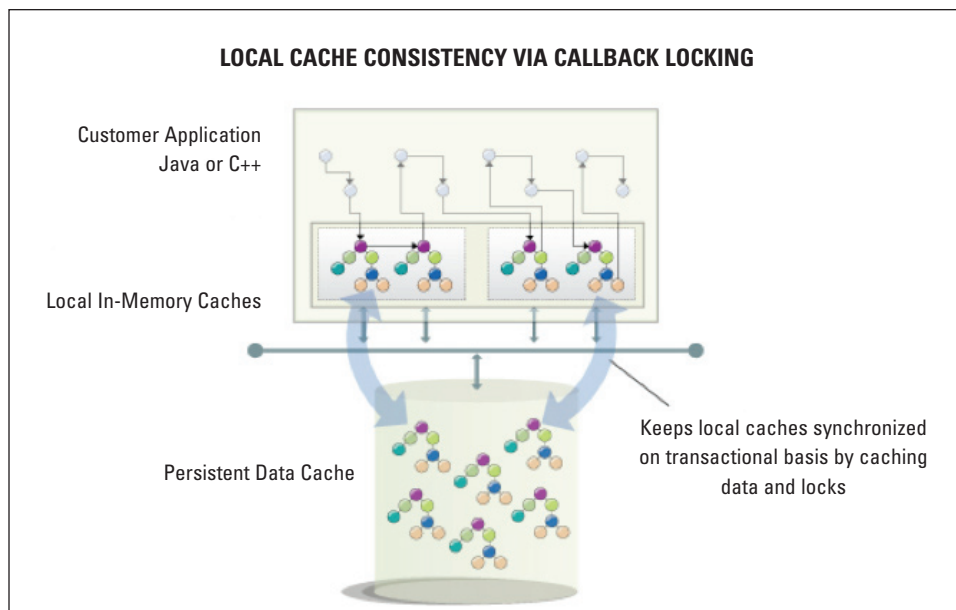 LOCAL CACHE CONSISTENCY VIA CALLBACK LOCKING
Customer Application
Java or C++
Local In-Memory Caches
Keeps local caches synchronized
on transactional basis by caching
data and locks
Persistent Data Cache